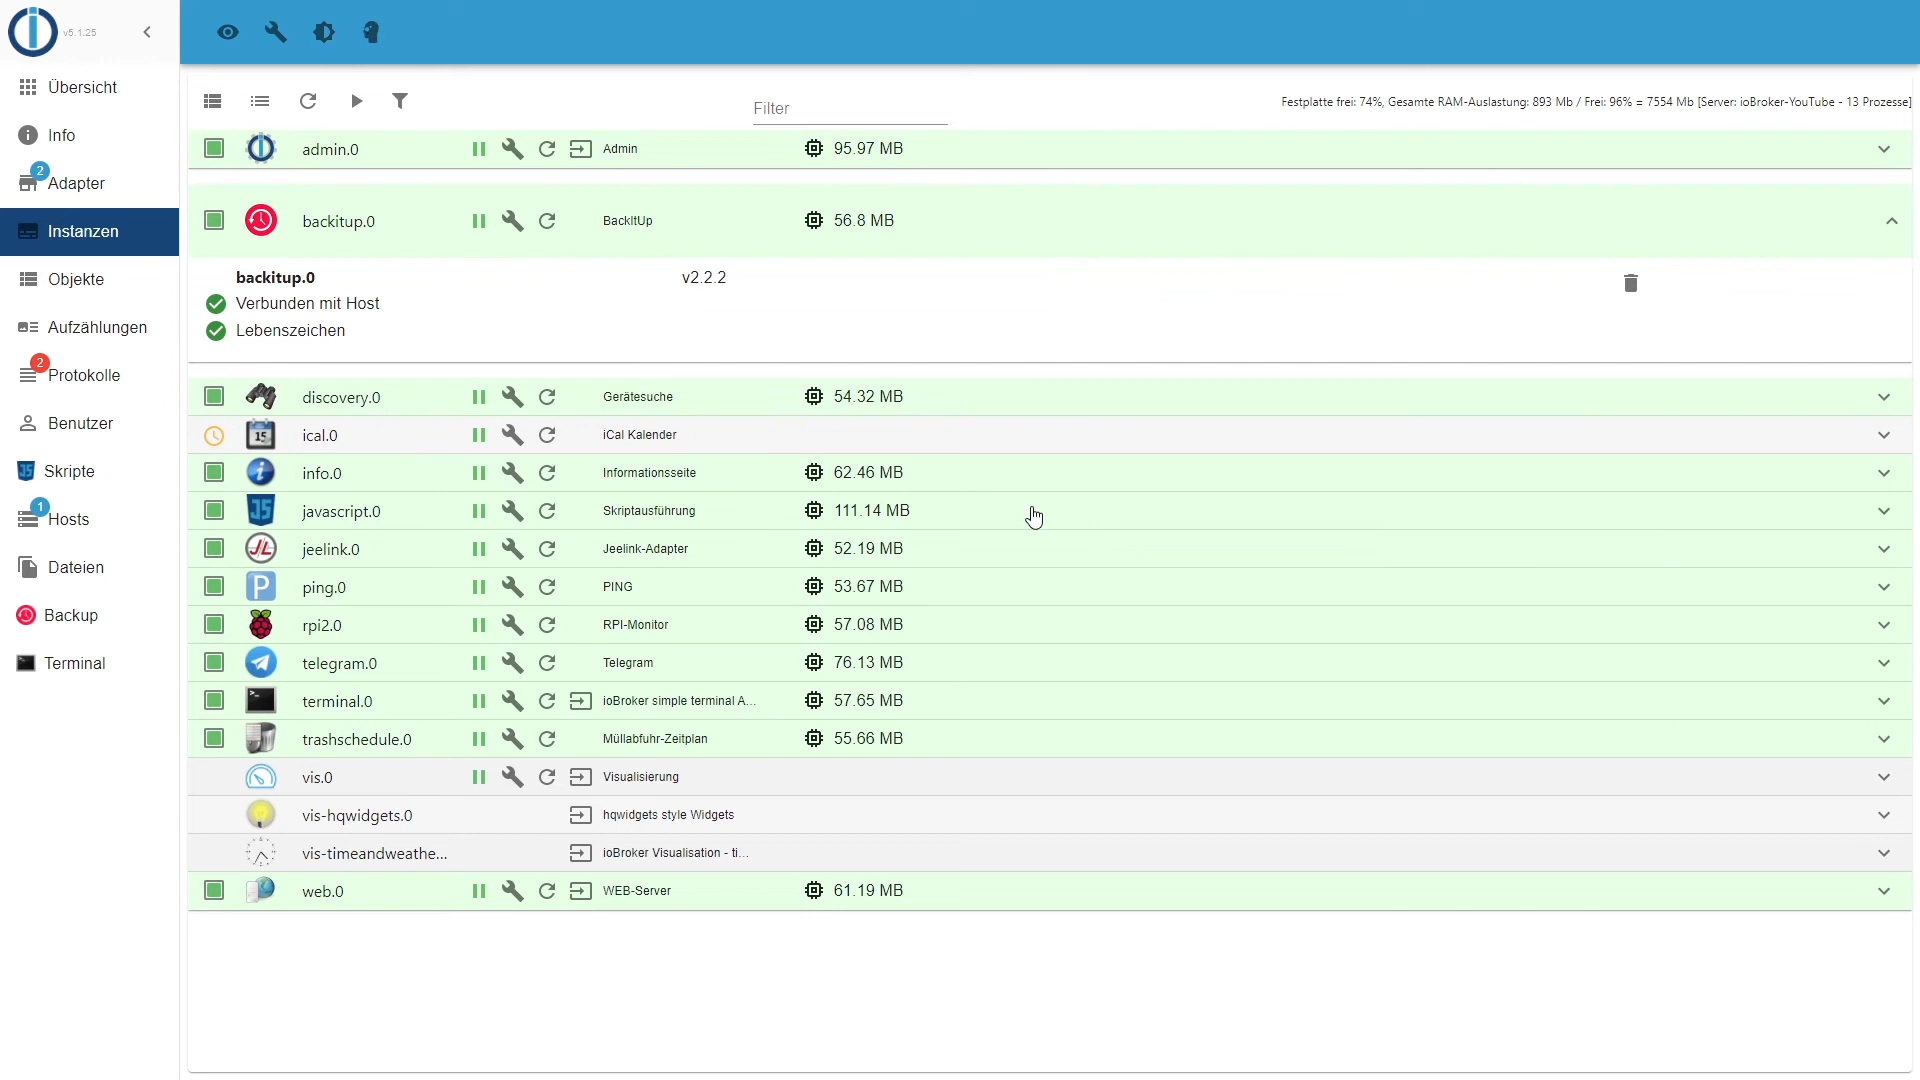 v5.1.25
Übersicht
Info
2
Adapter
Instanzen
Objekte
Aufzählungen
2
Protokolle
Benutzer
JS
Skripte
1
Hosts
Dateien
Backup
Terminal
Filter
Festplatte frei: 74%, Gesamte RAM-Auslastung: 893 Mb / Frei: 96% = 7554 Mb [Server: ioBroker-YouTube - 13 Prozesse]
admin.0 Admin 95.97 MB
backitup.0 BackItUp 56.8 MB
backitup.0 v2.2.2
Verbunden mit Host
Lebenszeichen
discovery.0 Gerätesuche 54.32 MB
15 ical.0 iCal Kalender
info.0 Informationsseite 62.46 MB
JS javascript.0 Skriptausführung 111.14 MB
JL jeelink.0 Jeelink-Adapter 52.19 MB
P ping.0 PING 53.67 MB
rpi2.0 RPI-Monitor 57.08 MB
telegram.0 Telegram 76.13 MB
terminal.0 ioBroker simple terminal A... 57.65 MB
trashschedule.0 Müllabfuhr-Zeitplan 55.66 MB
vis.0 Visualisierung
vis-hqwidgets.0 hqwidgets style Widgets
vis-timeandweathe... ioBroker Visualisation - ti...
web.0 WEB-Server 61.19 MB